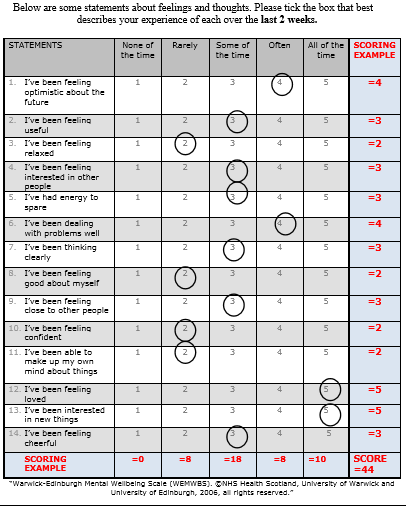 Below are some statements about feelings and thoughts. Please tick the box that best
describes your experience of each over the last 2 weeks.
STATEMENTS None of the time Rarely Some of the time Often All of the time SCORING EXAMPLE
1. I've been feeling optimistic about the future 1 2 3 4 5 =4
2. I've been feeling useful 1 2 3 4 5 =3
3. I've been feeling relaxed 1 2 3 4 5 =2
4. I've been feeling interested in other people 1 2 3 4 5 =3
5. I've had energy to spare 1 2 3 4 5 =3
6. I've been dealing with problems well 1 2 3 4 5 =4
7. I've been thinking clearly 1 2 3 4 5 =3
8. I've been feeling good about myself 1 2 3 4 5 =2
9. I've been feeling close to other people 1 2 3 4 5 =3
10. I've been feeling confident 1 2 3 4 5 =2
11. I've been able to make up my own mind about things 1 2 3 4 5 =2
12. I've been feeling loved 1 2 3 4 5 =5
13. I've been interested in new things 1 2 3 4 5 =5
14. I've been feeling cheerful 1 2 3 4 5 =3
SCORING EXAMPLE =0 =8 =18 =8 =10 SCORE =44
"Warwick-Edinburgh Mental Wellbeing Scale (WEMWBS). ©NHS Health Scotland, University of Warwick and
University of Edinburgh, 2006, all rights reserved."